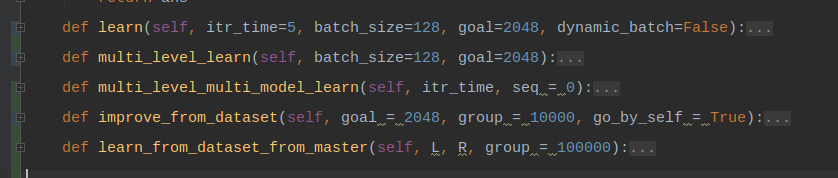 def learn(self, itr_time=5, batch_size=128, goal=2048, dynamic_batch=False):...
def multi_level_learn(self, batch_size=128, goal=2048):...
def multi_level_multi_model_learn(self, itr_time, seq = 0):...
def improve_from_dataset(self, goal = 2048, group = 10000, go_by_self = True):...
def learn_from_dataset_from_master(self, L, R, group = 100000):...